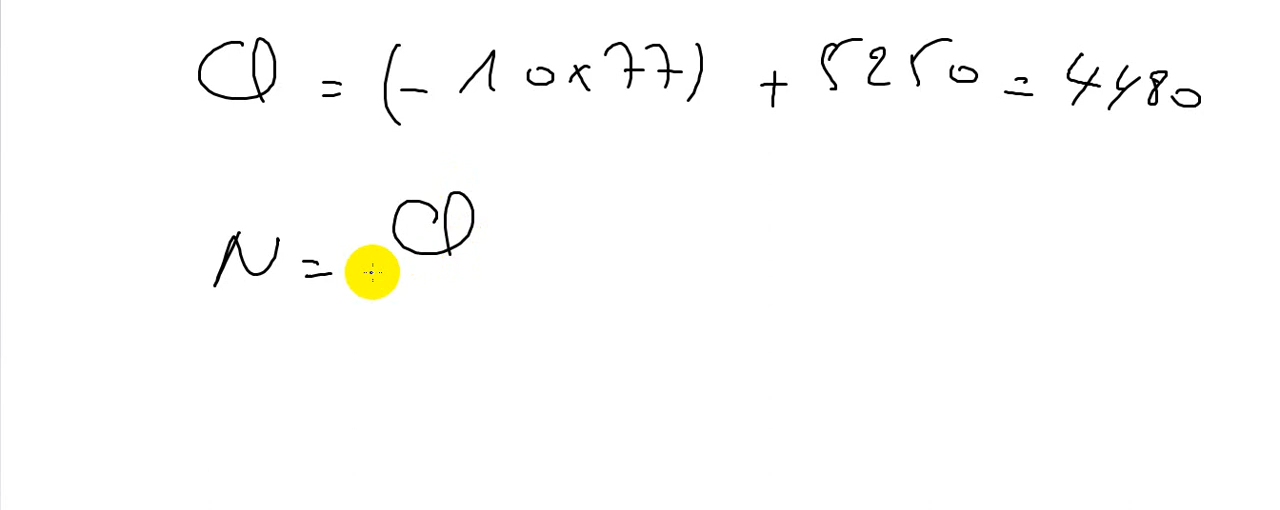 CD = (-10x77) + 5250 = 4480
N = CD